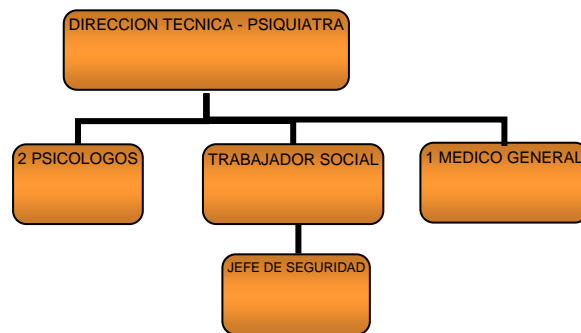 DIRECCION TECNICA - PSIQUIATRA
2 PSICOLOGOS
TRABAJADOR SOCIAL
1 MEDICO GENERAL
JEFE DE SEGURIDAD